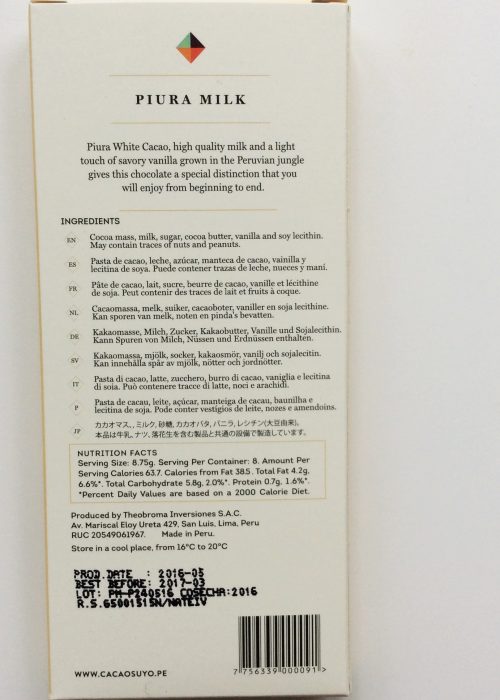 PIURA MILK
Piura White Cacao, high quality milk and a light
touch of savory vanilla grown in the Peruvian jungle
gives this chocolate a special distinction that you
will enjoy from beginning to end.
INGREDIENTS
EN Cocoa mass, milk, sugar, cocoa butter, vanilla and soy lecithin.
May contain traces of nuts and peanuts.
ES Pasta de cacao, leche, azúcar, manteca de cacao, vainilla y
lecitina de soya. Puede contener trazas de leche, nueces y maní.
FR Pâte de cacao, lait, sucre, beurre de cacao, vanille et lécithine
de soja. Peut contenir des traces de lait et fruits à coque.
NL Cacaomassa, melk, suiker, cacaoboter, vaniller en soja lecithine.
Kan sporen van melk, noten en pinda's bevatten.
DE Kakaomasse, Milch, Zucker, Kakaobutter, Vanille und Sojalecithin.
Kann Spuren von Milch, Nüssen und Erdnüssen enthalten.
SV Kakaomassa, mjölk, socker, kakaosmör, vanilj och sojalecitin.
Kan innehålla spår av mjölk, nötter och jordnötter.
IT Pasta di cacao, latte, zucchero, burro di cacao, vaniglia e lecitina
di soia. Può contenere tracce di latte, noci e arachidi.
P Pasta de cacau, leite, açúcar, manteiga de cacau, baunilha e
lecitina de soja. Pode conter vestígios de leite, nozes e amendoins.
JP カカオマス,、ミルク, 砂糖, カカオバタ, バニラ, レシチン(大豆由来)。
本品は牛乳, ナツ, 落花生を含む製品と共通の設備で製造しています。
NUTRITION FACTS
Serving Size: 8.75g. Serving Per Container: 8. Amount Per
Serving Calories 63.7. Calories from Fat 38.5. Total Fat 4.2g,
6.6%*. Total Carbohydrate 5.8g, 2.0%*. Protein 0.7g, 1.6%*.
*Percent Daily Values are based on a 2000 Calorie Diet.
Produced by Theobroma Inversiones S.A.C.
Av. Mariscal Eloy Ureta 429, San Luis, Lima, Peru
RUC 20549061967. Made in Peru.
Store in a cool place, from 16°C to 20°C
PROD.DATE : 2016-05
BEST BEFORE: 2017-03
LOT: PM-P240516 COSECHA:2016
R.S.6500151SN/NATEIV
WWW.CACAOSUYO.PE
7 756339 000091 >